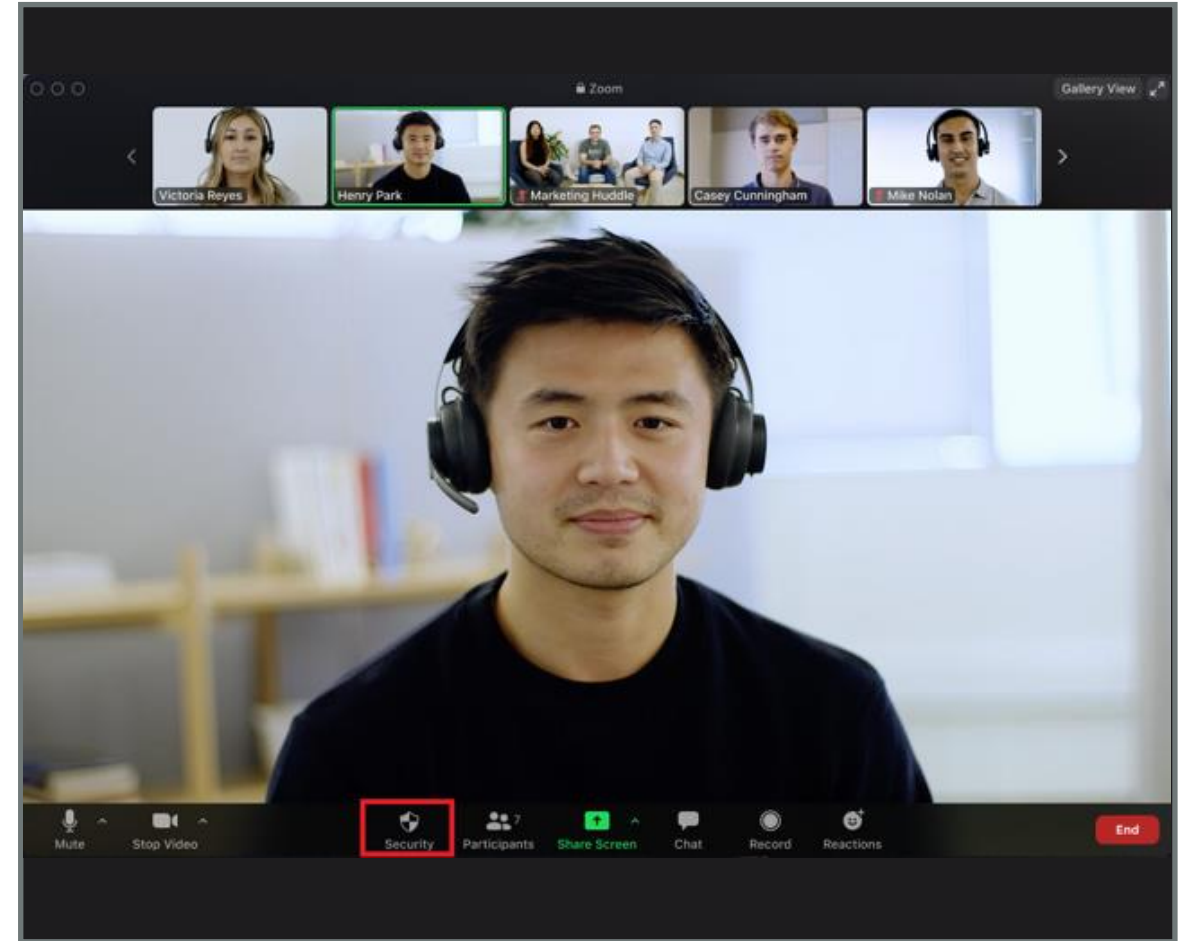 Zoom
Gallery View
Victoria Reyes
Henry Park
Marketing Huddle
Casey Cunningham
Mike Nolan
Mute
Stop Video
Security
Participants
7
Share Screen
Chat
Record
Reactions
End